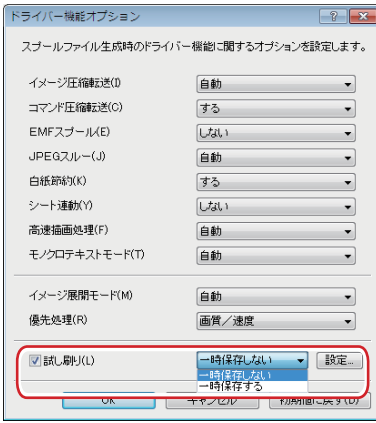 ドライバー機能オプション
スプールファイル生成時のドライバー機能に関するオプションを設定します。
イメージ圧縮転送(I) 自動
コマンド圧縮転送(C) する
EMFスプール(E) しない
JPEGスルー(J) 自動
白紙節約(K) する
シート連動(Y) しない
高速描画処理(F) 自動
モノクロテキストモード(T) 自動
イメージ展開モード(M) 自動
優先処理(R) 画質／速度
試し刷り(L) 一時保存しない 設定...
一時保存しない
一時保存する
OK キャンセル 初期値に戻す(D)